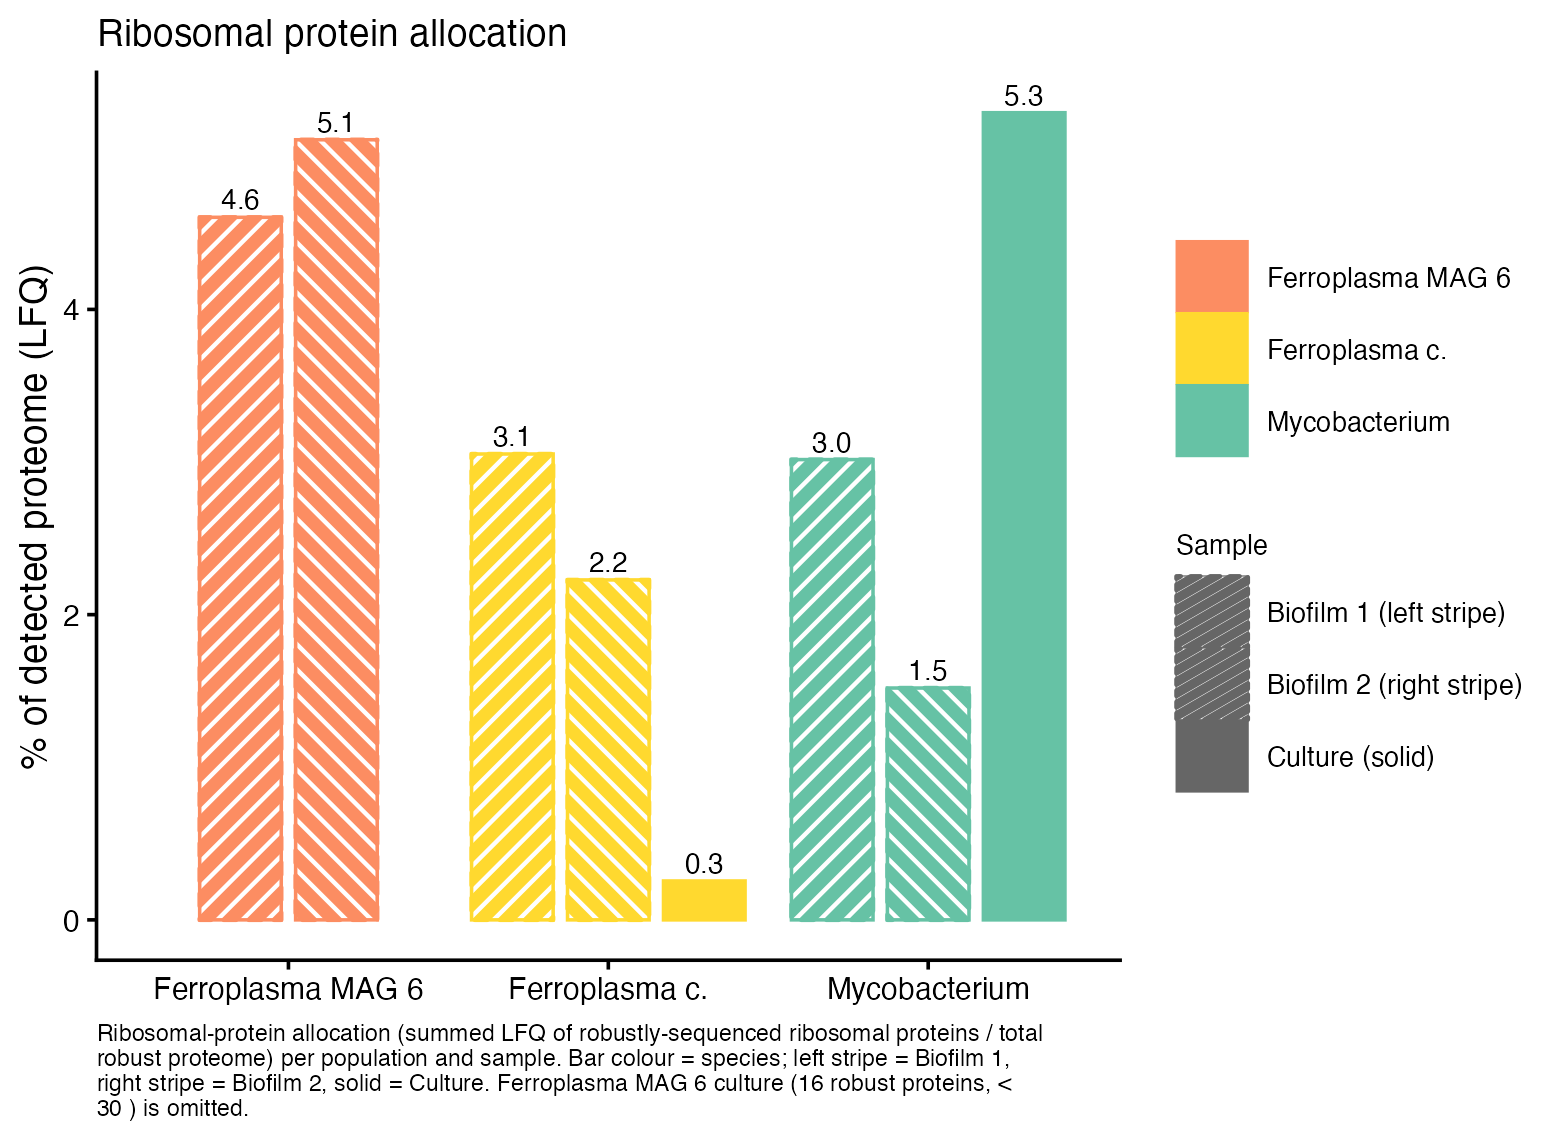 Ribosomal protein allocation
% of detected proteome (LFQ)
4
2
0
4.6
5.1
3.1
2.2
0.3
3.0
1.5
5.3
Ferroplasma MAG 6
Ferroplasma c.
Mycobacterium
Ferroplasma MAG 6
Ferroplasma c.
Mycobacterium
Sample
Biofilm 1 (left stripe)
Biofilm 2 (right stripe)
Culture (solid)
Ribosomal-protein allocation (summed LFQ of robustly-sequenced ribosomal proteins / total
robust proteome) per population and sample. Bar colour = species; left stripe = Biofilm 1,
right stripe = Biofilm 2, solid = Culture. Ferroplasma MAG 6 culture (16 robust proteins, <
30 ) is omitted.